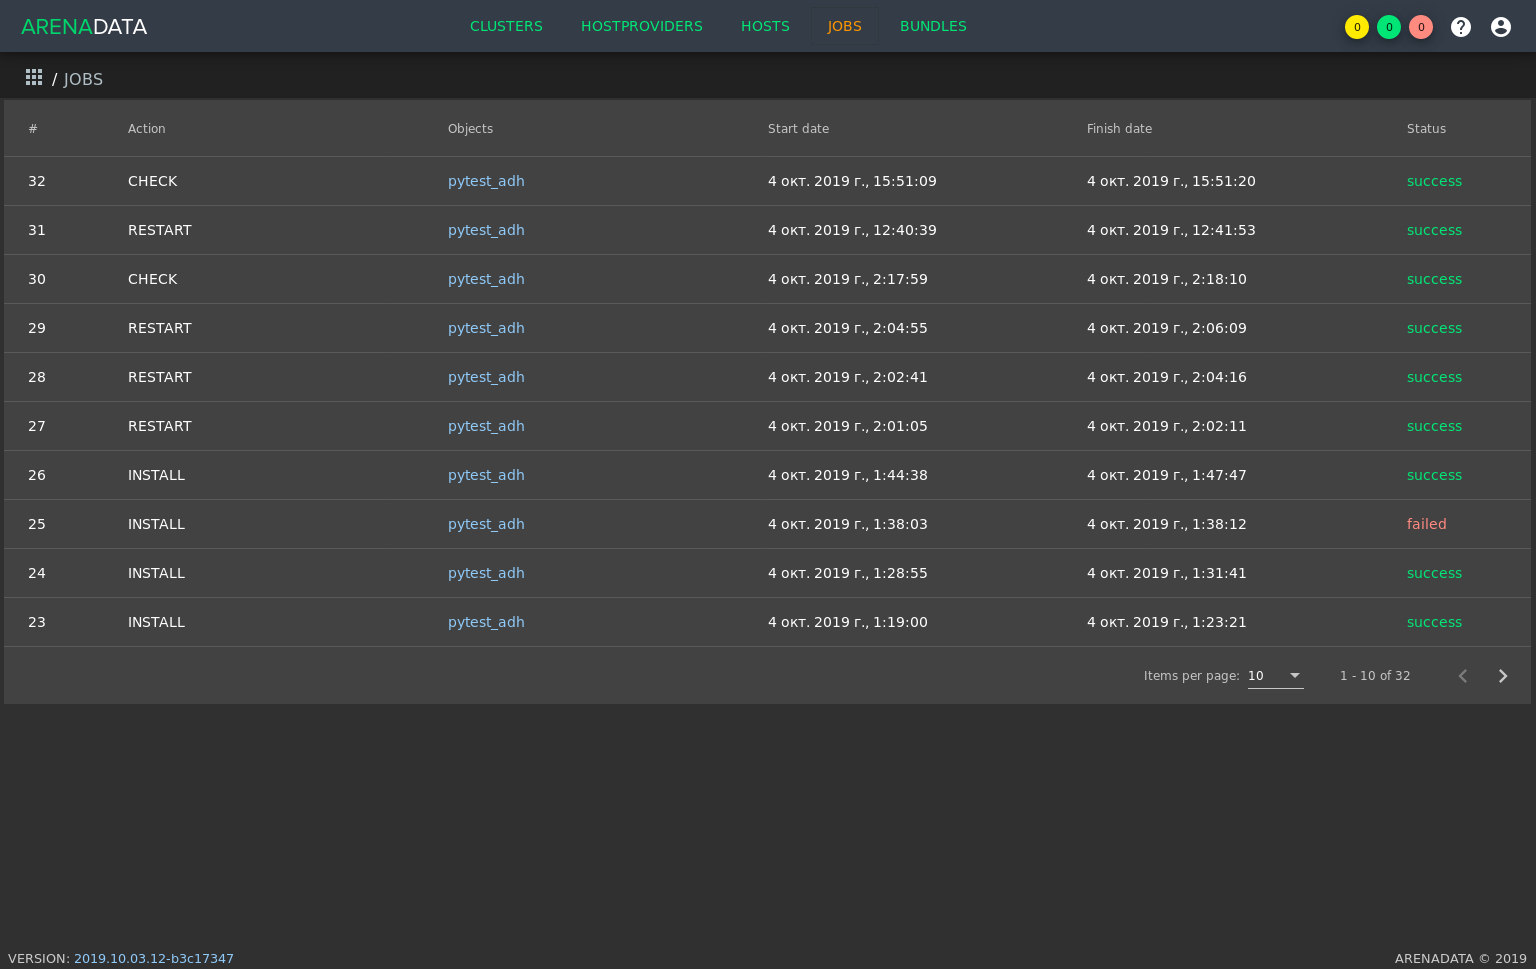 ARENADATA CLUSTERS HOSTPROVIDERS HOSTS JOBS BUNDLES 0 0 0
/ JOBS
# Action Objects Start date Finish date Status
32 CHECK pytest_adh 4 окт. 2019 г., 15:51:09 4 окт. 2019 г., 15:51:20 success
31 RESTART pytest_adh 4 окт. 2019 г., 12:40:39 4 окт. 2019 г., 12:41:53 success
30 CHECK pytest_adh 4 окт. 2019 г., 2:17:59 4 окт. 2019 г., 2:18:10 success
29 RESTART pytest_adh 4 окт. 2019 г., 2:04:55 4 окт. 2019 г., 2:06:09 success
28 RESTART pytest_adh 4 окт. 2019 г., 2:02:41 4 окт. 2019 г., 2:04:16 success
27 RESTART pytest_adh 4 окт. 2019 г., 2:01:05 4 окт. 2019 г., 2:02:11 success
26 INSTALL pytest_adh 4 окт. 2019 г., 1:44:38 4 окт. 2019 г., 1:47:47 success
25 INSTALL pytest_adh 4 окт. 2019 г., 1:38:03 4 окт. 2019 г., 1:38:12 failed
24 INSTALL pytest_adh 4 окт. 2019 г., 1:28:55 4 окт. 2019 г., 1:31:41 success
23 INSTALL pytest_adh 4 окт. 2019 г., 1:19:00 4 окт. 2019 г., 1:23:21 success
Items per page: 10 1 - 10 of 32
VERSION: 2019.10.03.12-b3c17347 ARENADATA © 2019